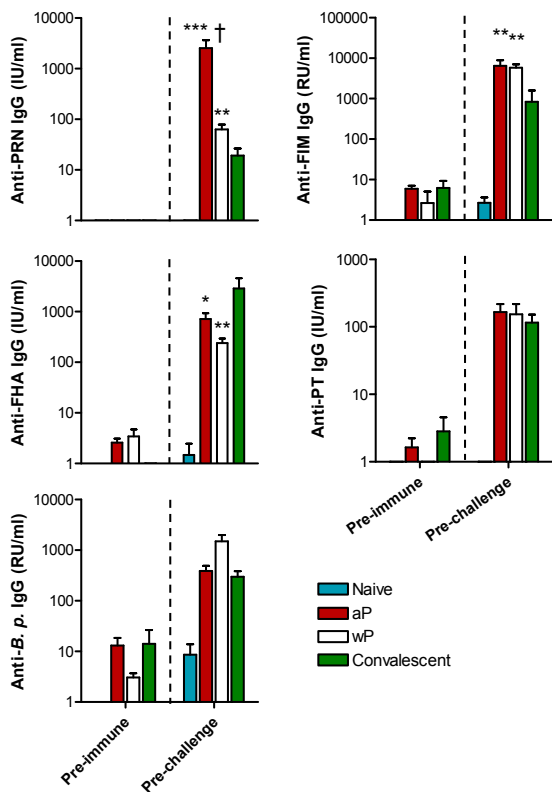 Anti-PRN IgG (IU/ml)
10000
1000
100
10
1
*** †
**
Anti-FIM IgG (RU/ml)
100000
10000
1000
100
10
1
** **
Anti-FHA IgG (IU/ml)
10000
1000
100
10
1
*
**
Anti-PT IgG (IU/ml)
1000
100
10
1
Pre-immune
Pre-challenge
Anti-B. p. IgG (RU/ml)
10000
1000
100
10
1
Pre-immune
Pre-challenge
Naive
aP
wP
Convalescent